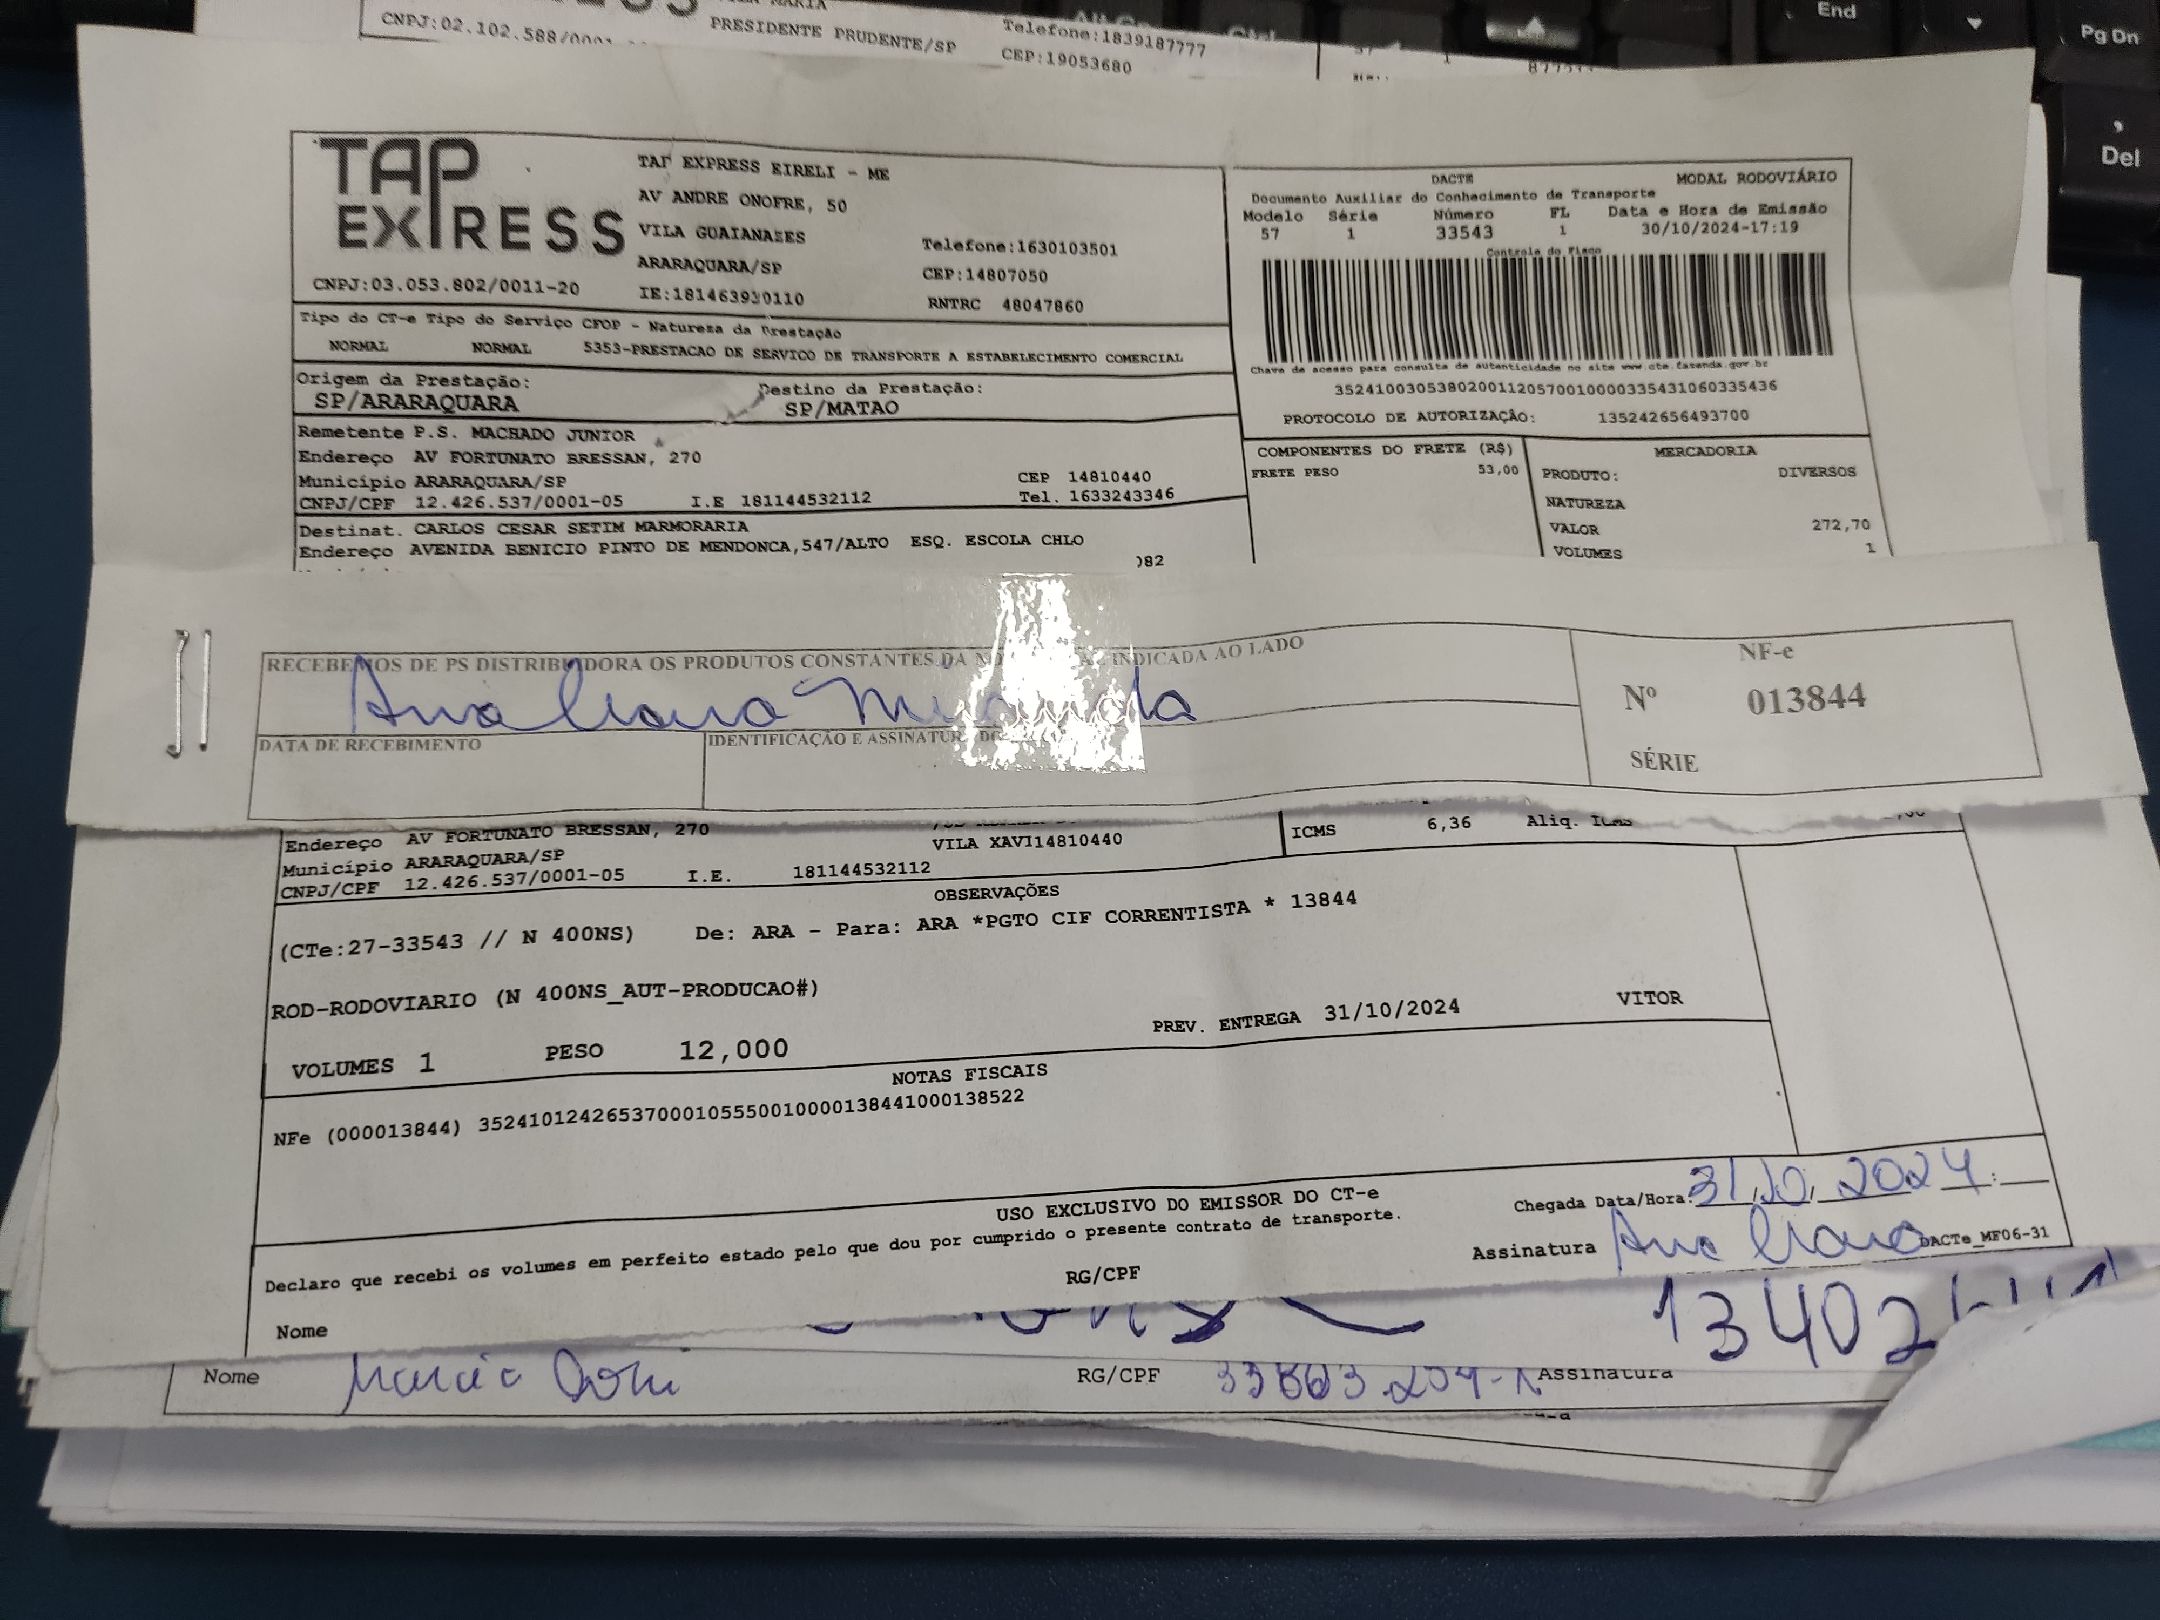 CNPJ:02.102.588/0001
PRESIDENTE PRUDENTE/SP
Telefone:1839187777
CEP:19053680
End
Pg Dn
Del
TAP EXPRESS
TAP EXPRESS EIRELI - ME
AV ANDRE ONOFRE, 50
VILA GUAIANAZES
ARARAQUARA/SP
Telefone:1630103501
CEP:14807050
CNPJ:03.053.802/0011-20
IE:181463920110
RNTRC 48047860
DACTE
MODAL RODOVIÁRIO
Documento Auxiliar do Conhecimento de Transporte
Modelo Série Número FL Data e Hora de Emissão
57 1 33543 1 30/10/2024-17:19
Controle do Fisco
Chave de acesso para consulta de autenticidade no site www.cte.fazenda.gov.br
35241003053802001120570010000335431060335436
PROTOCOLO DE AUTORIZAÇÃO: 135242656493700
Tipo do CT-e Tipo do Serviço CFOP - Natureza da Prestação
NORMAL NORMAL 5353-PRESTACAO DE SERVICO DE TRANSPORTE A ESTABELECIMENTO COMERCIAL
Origem da Prestação: Destino da Prestação:
SP/ARARAQUARA SP/MATAO
Remetente P.S. MACHADO JUNIOR
Endereço AV FORTUNATO BRESSAN, 270
Município ARARAQUARA/SP CEP 14810440
CNPJ/CPF 12.426.537/0001-05 I.E 181144532112 Tel. 1633243346
Destinat. CARLOS CESAR SETIM MARMORARIA
Endereço AVENIDA BENICIO PINTO DE MENDONCA,547/ALTO ESQ. ESCOLA CHLO
)82
COMPONENTES DO FRETE (R$)
FRETE PESO 53,00
MERCADORIA
PRODUTO: DIVERSOS
NATUREZA
VALOR 272,70
VOLUMES 1
RECEBEMOS DE PS DISTRIBUIDORA OS PRODUTOS CONSTANTES DA INDICADA AO LADO
NF-e
Nº 013844
SÉRIE
DATA DE RECEBIMENTO
IDENTIFICAÇÃO E ASSINATURA
Endereço AV FORTUNATO BRESSAN, 270
VILA XAVI14810440
Município ARARAQUARA/SP
CNPJ/CPF 12.426.537/0001-05 I.E. 181144532112
ICMS 6,36 Aliq. Icms
OBSERVAÇÕES
(CTe:27-33543 // N 400NS) De: ARA - Para: ARA *PGTO CIF CORRENTISTA * 13844
ROD-RODOVIARIO (N 400NS_AUT-PRODUCAO#)
PREV. ENTREGA 31/10/2024 VITOR
VOLUMES 1 PESO 12,000
NOTAS FISCAIS
NFe (000013844) 35241012426537000105550010000138441000138522
USO EXCLUSIVO DO EMISSOR DO CT-e
Declaro que recebi os volumes em perfeito estado pelo que dou por cumprido o presente contrato de transporte.
Chegada Data/Hora: 31/10/2024
Assinatura Ana
DACTe_MF06-31
Nome RG/CPF
13402
Nome RG/CPF Assinatura